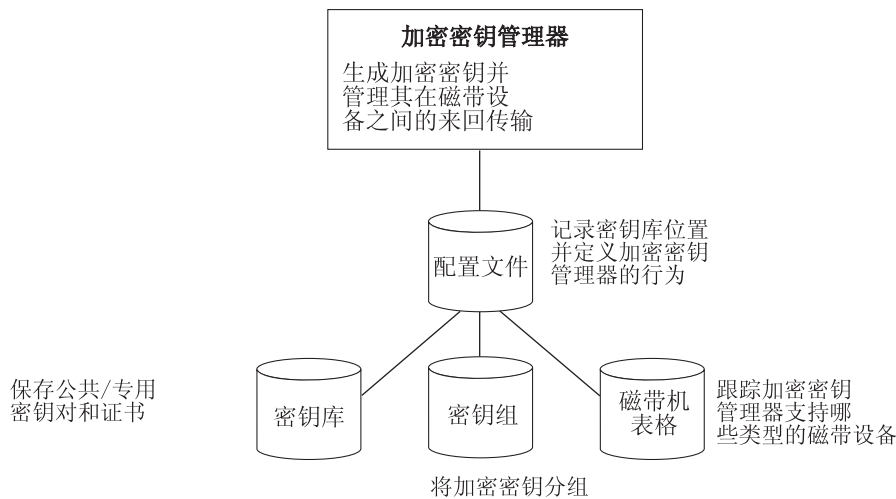 加密密钥管理器
生成加密密钥并
管理其在磁带设
备之间的来回传输
配置文件
记录密钥库位置
并定义加密密钥
管理器的行为
保存公共/专用
密钥对和证书
密钥库
密钥组
磁带机
表格
跟踪加密密钥
管理器支持哪
些类型的磁带设备
将加密密钥分组